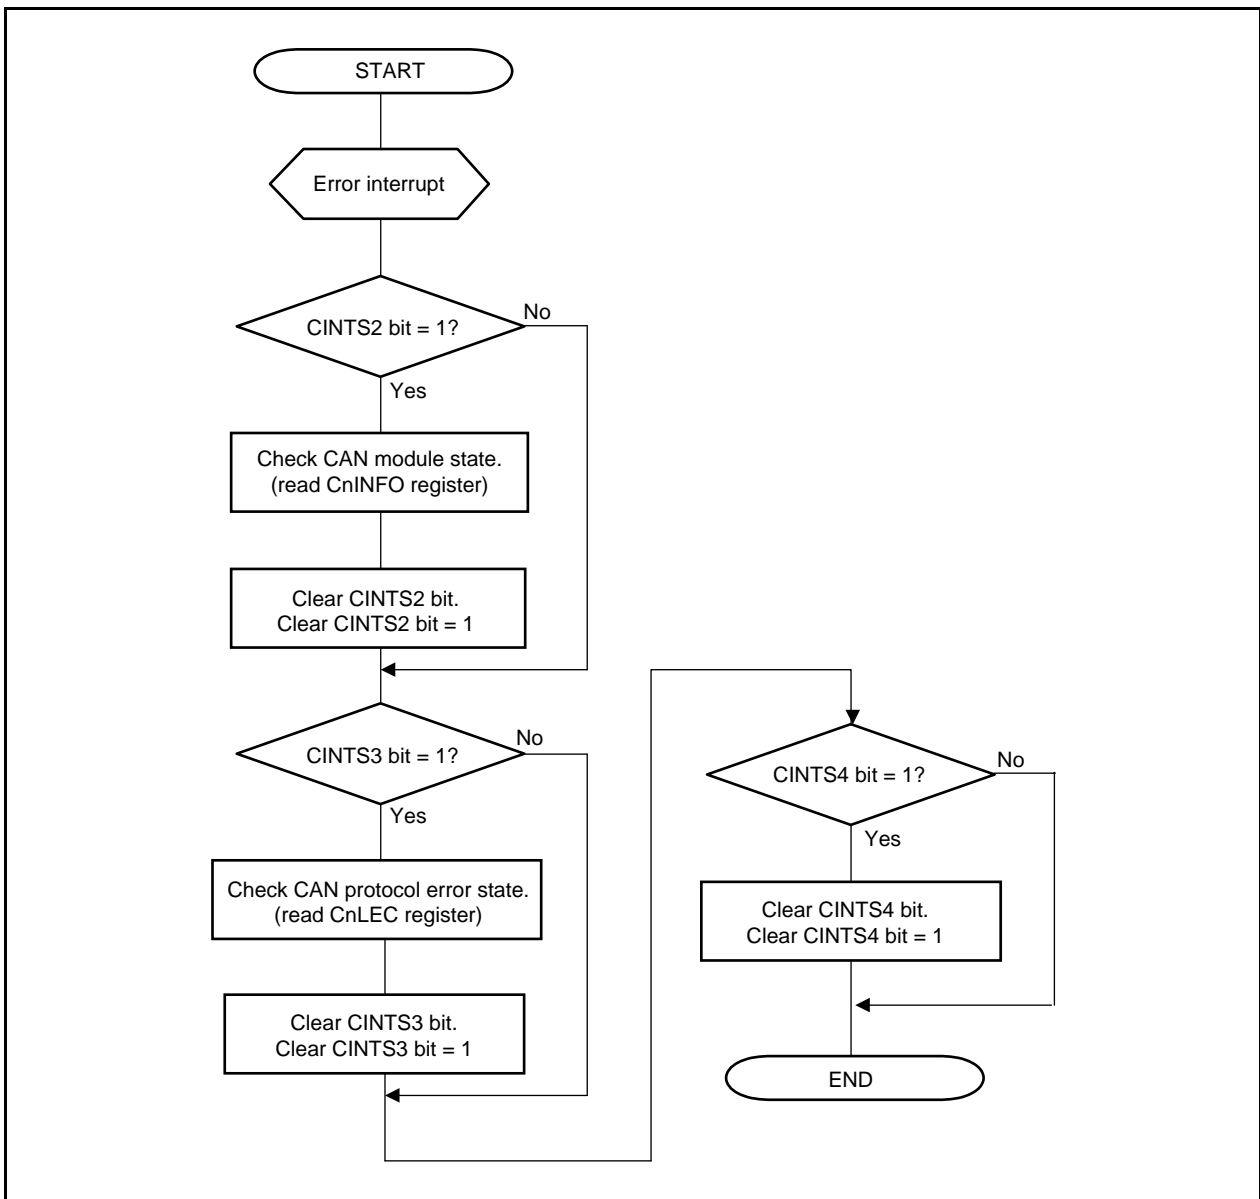 START
Error interrupt
CINTS2 bit = 1?
No
Yes
Check CAN module state.
(read CnINFO register)
Clear CINTS2 bit.
Clear CINTS2 bit = 1
CINTS3 bit = 1?
No
Yes
Check CAN protocol error state.
(read CnLEC register)
Clear CINTS3 bit.
Clear CINTS3 bit = 1
CINTS4 bit = 1?
No
Yes
Clear CINTS4 bit.
Clear CINTS4 bit = 1
END